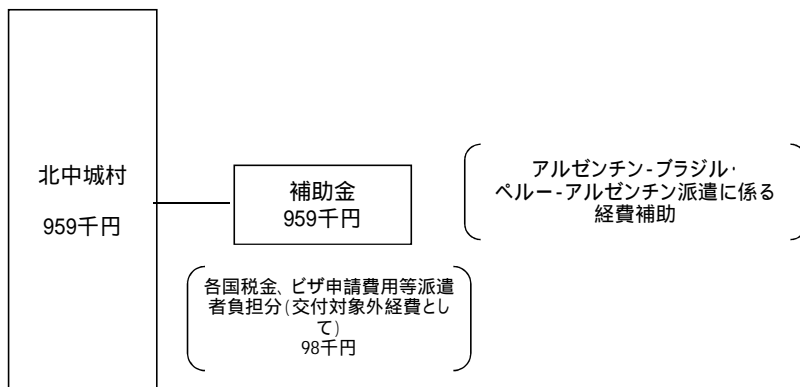 北中城村
959千円
補助金
959千円
アルゼンチン-ブラジル・
ペルー-アルゼンチン派遣に係る
経費補助
各国税金、ビザ申請費用等派遣
者負担分(交付対象外経費とし
て)
98千円